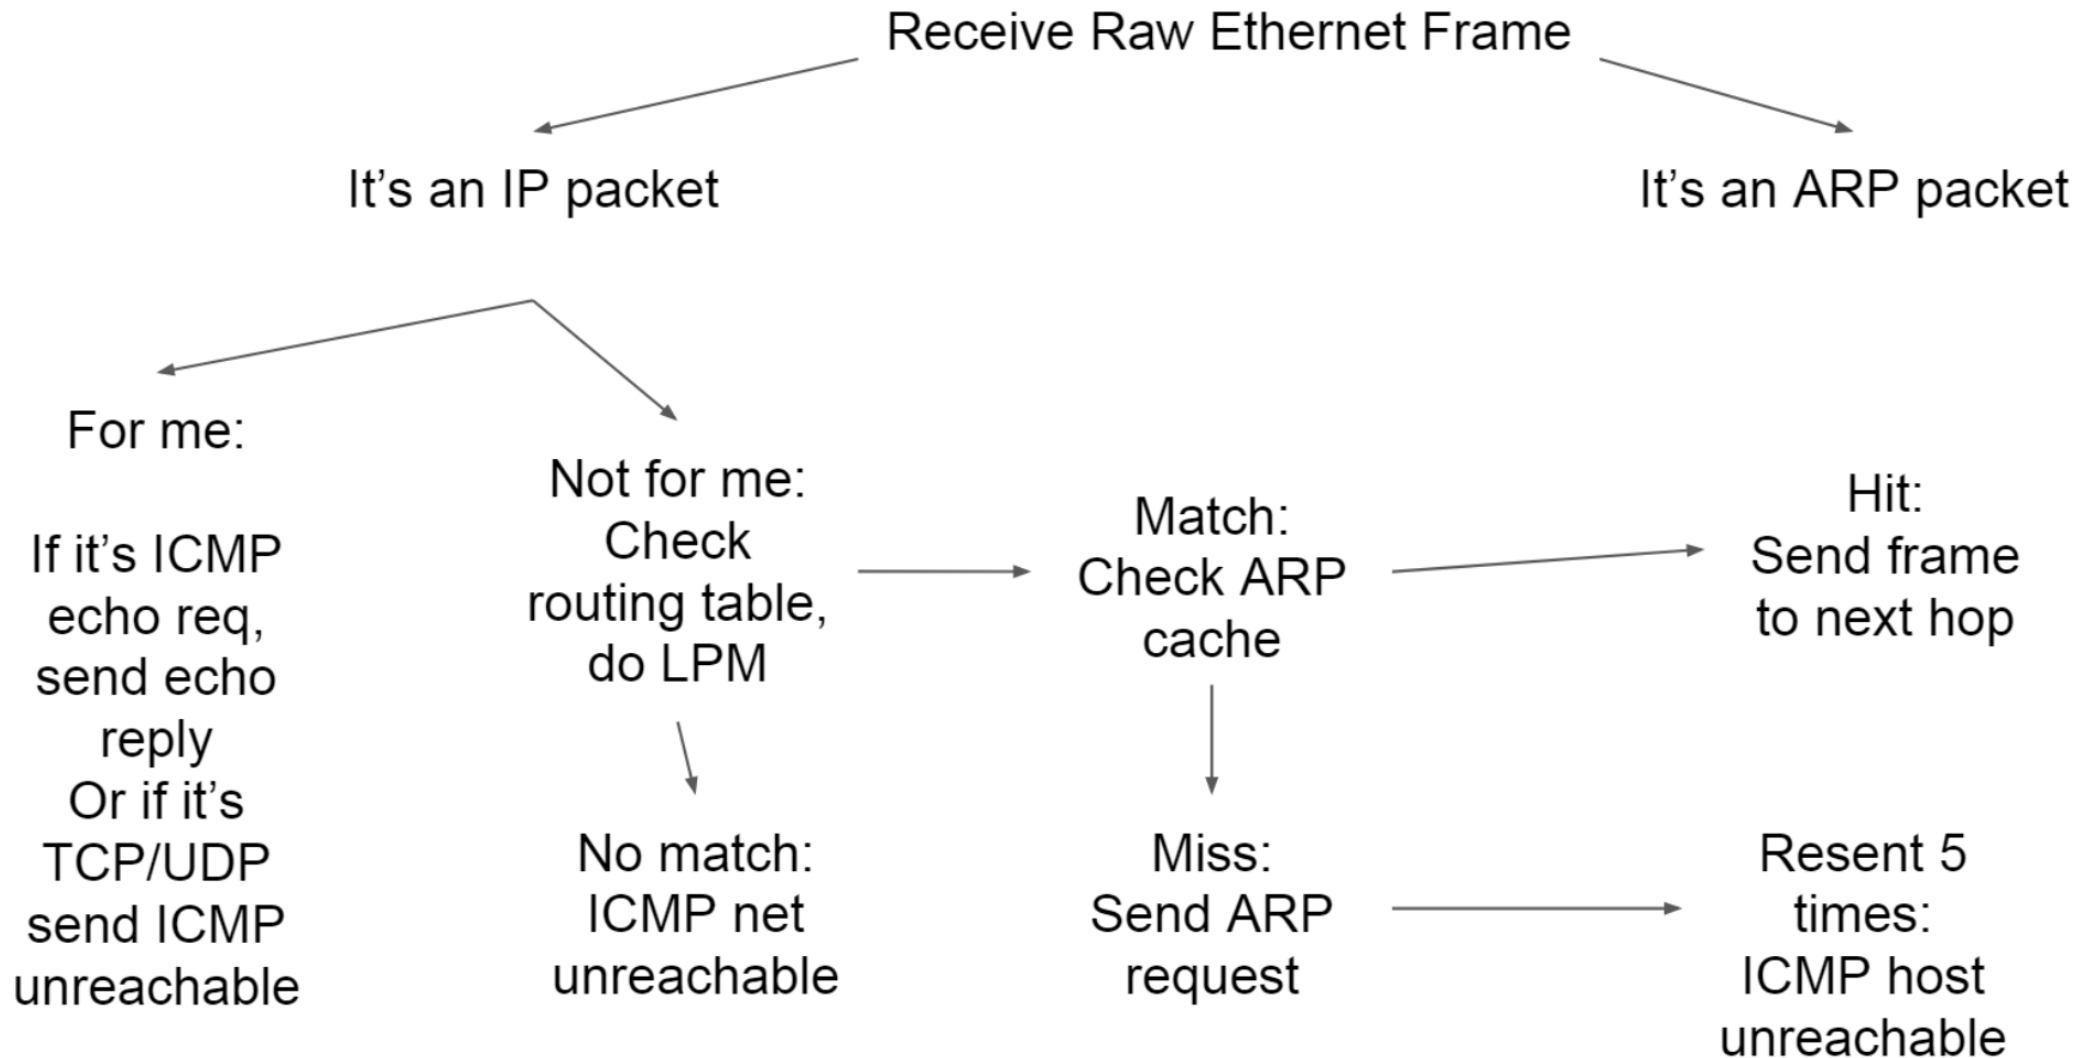 Receive Raw Ethernet Frame
It’s an IP packet
It’s an ARP packet
For me:
If it’s ICMP
echo req,
send echo
reply
Or if it’s
TCP/UDP
send ICMP
unreachable
Not for me:
Check
routing table,
do LPM
Match:
Check ARP
cache
Hit:
Send frame
to next hop
No match:
ICMP net
unreachable
Miss:
Send ARP
request
Resent 5
times:
ICMP host
unreachable